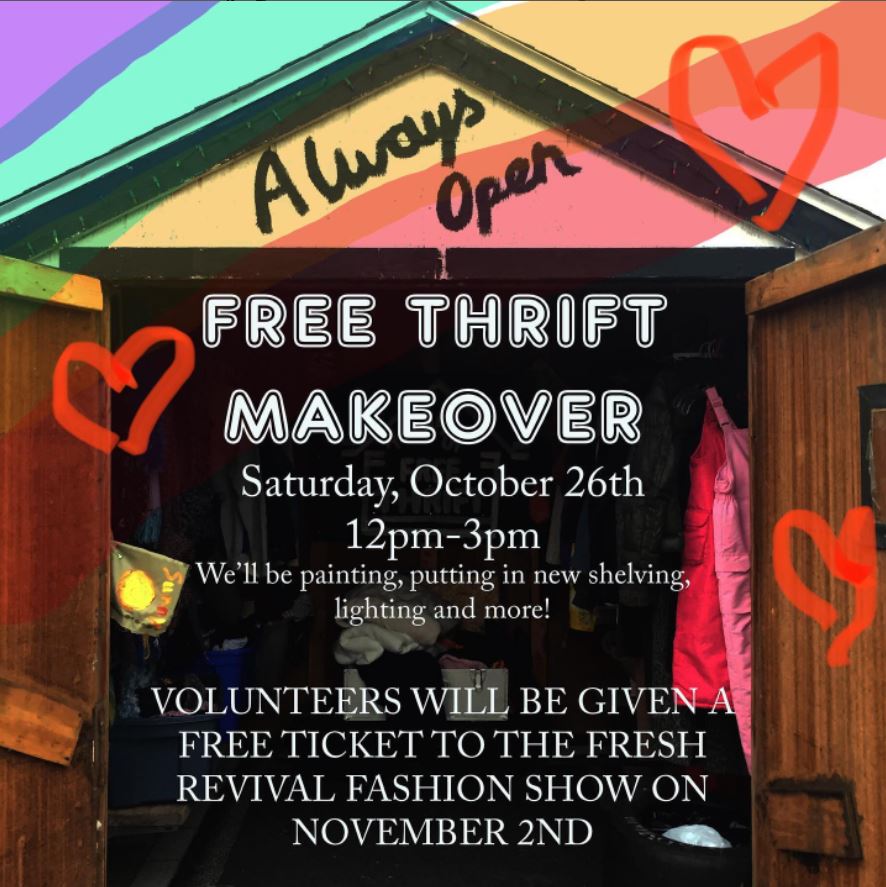 Always
Open
FREE THRIFT
MAKEOVER
Saturday, October 26th
12pm-3pm
We'll be painting, putting in new shelving,
lighting and more!
VOLUNTEERS WILL BE GIVEN A
FREE TICKET TO THE FRESH
REVIVAL FASHION SHOW ON
NOVEMBER 2ND